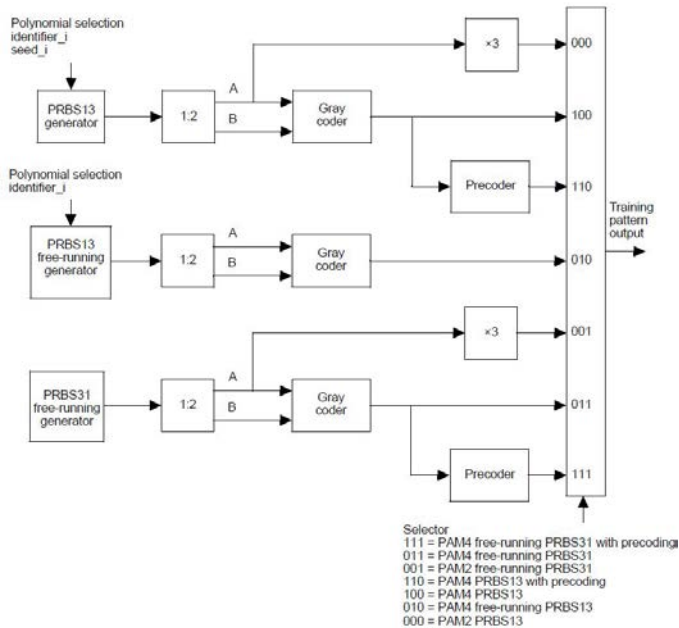 Polynomial selection
identifier_i
seed_i
PRBS13
generator
1:2
A
B
Gray
coder
×3
Precoder
000
100
110
Polynomial selection
identifier_i
PRBS13
free-running
generator
1:2
A
B
Gray
coder
010
Training
pattern
output
PRBS31
free-running
generator
1:2
A
B
Gray
coder
×3
Precoder
001
011
111
Selector
111 = PAM4 free-running PRBS31 with precoding
011 = PAM4 free-running PRBS31
001 = PAM2 free-running PRBS31
110 = PAM4 PRBS13 with precoding
100 = PAM4 PRBS13
010 = PAM4 free-running PRBS13
000 = PAM2 PRBS13